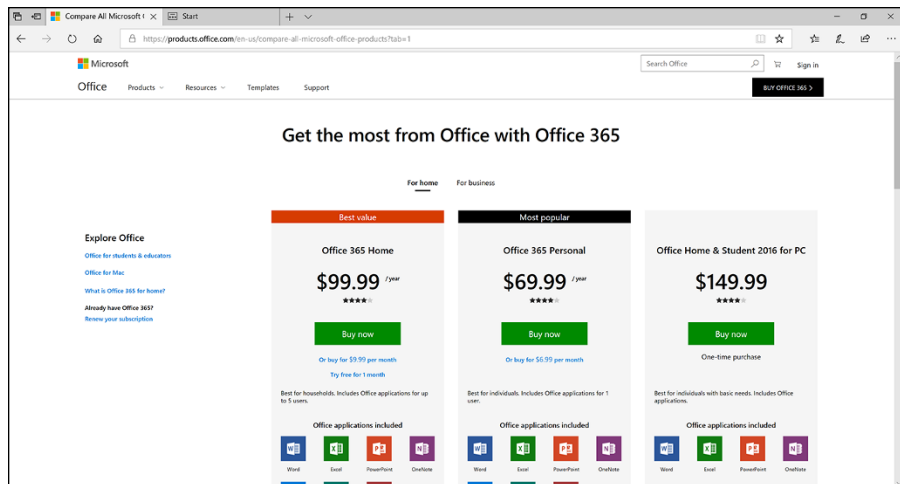 Compare All Microsoft
Start
https://products.office.com/en-us/compare-all-microsoft-office-products?tab=1
Microsoft
Search Office
Sign in
Office
Products
Resources
Templates
Support
BUY OFFICE 365 >
Get the most from Office with Office 365
For home
For business
Explore Office
Office for students & educators
Office for Mac
What is Office 365 for home?
Already have Office 365?
Renew your subscription
Best value
Office 365 Home
$99.99 /year
Buy now
Or buy for $9.99 per month
Try free for 1 month
Best for households. Includes Office applications for up
to 5 users.
Office applications included
Word Excel PowerPoint OneNote
Most popular
Office 365 Personal
$69.99 /year
Buy now
Or buy for $6.99 per month
Best for individuals. Includes Office applications for 1
user.
Office applications included
Word Excel PowerPoint OneNote
Office Home & Student 2016 for PC
$149.99
Buy now
One-time purchase
Best for individuals with basic needs. Includes Office
applications.
Office applications included
Word Excel PowerPoint OneNote